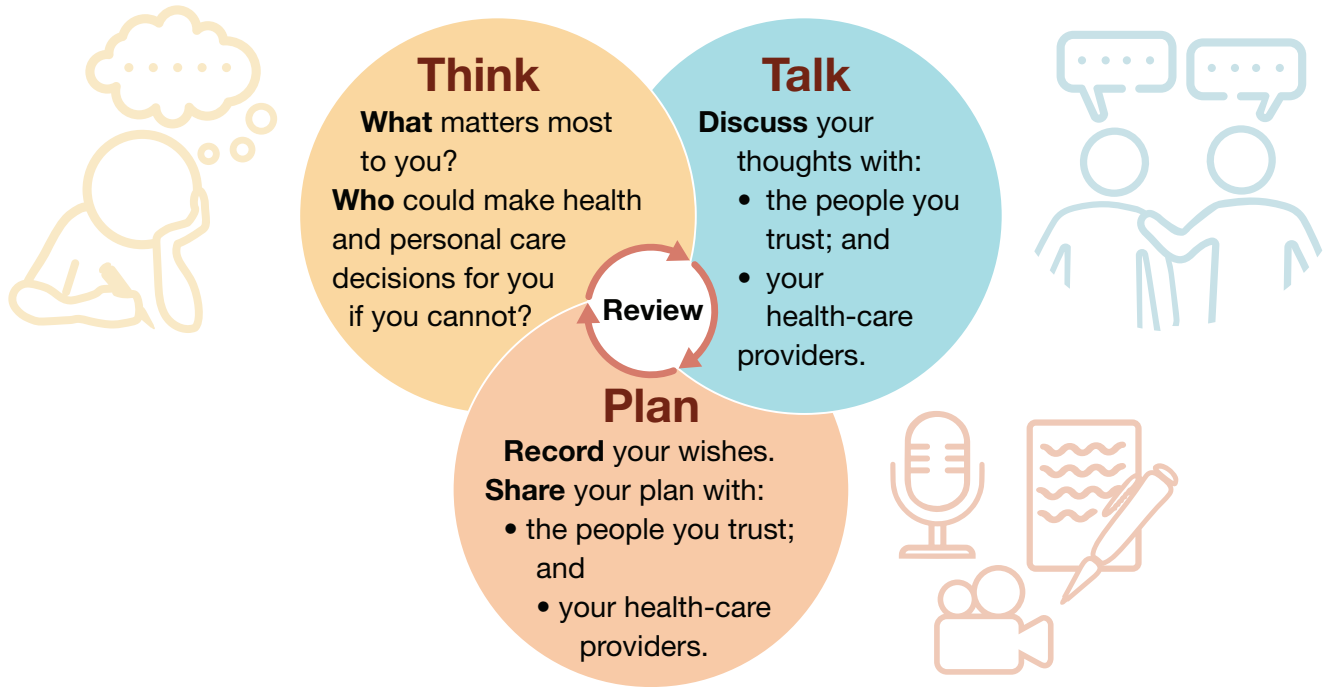 Think
What matters most
to you?
Who could make health
and personal care
decisions for you
if you cannot?
Talk
Discuss your
thoughts with:
• the people you
trust; and
• your
health-care
providers.
Review
Plan
Record your wishes.
Share your plan with:
• the people you trust;
and
• your health-care
providers.